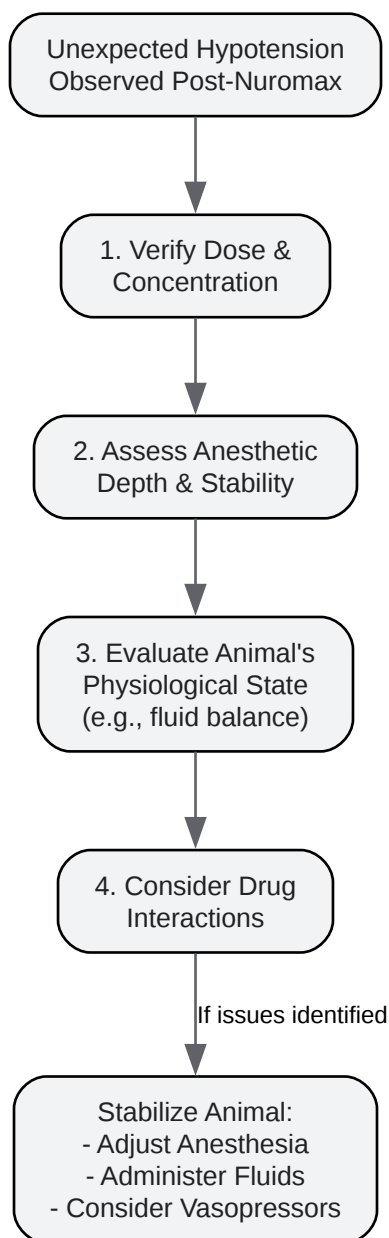 Unexpected Hypotension
Observed Post-Nuromax
1. Verify Dose &
Concentration
2. Assess Anesthetic
Depth & Stability
3. Evaluate Animal's
Physiological State
(e.g., fluid balance)
4. Consider Drug
Interactions
If issues identified
Stabilize Animal:
- Adjust Anesthesia
- Administer Fluids
- Consider Vasopressors